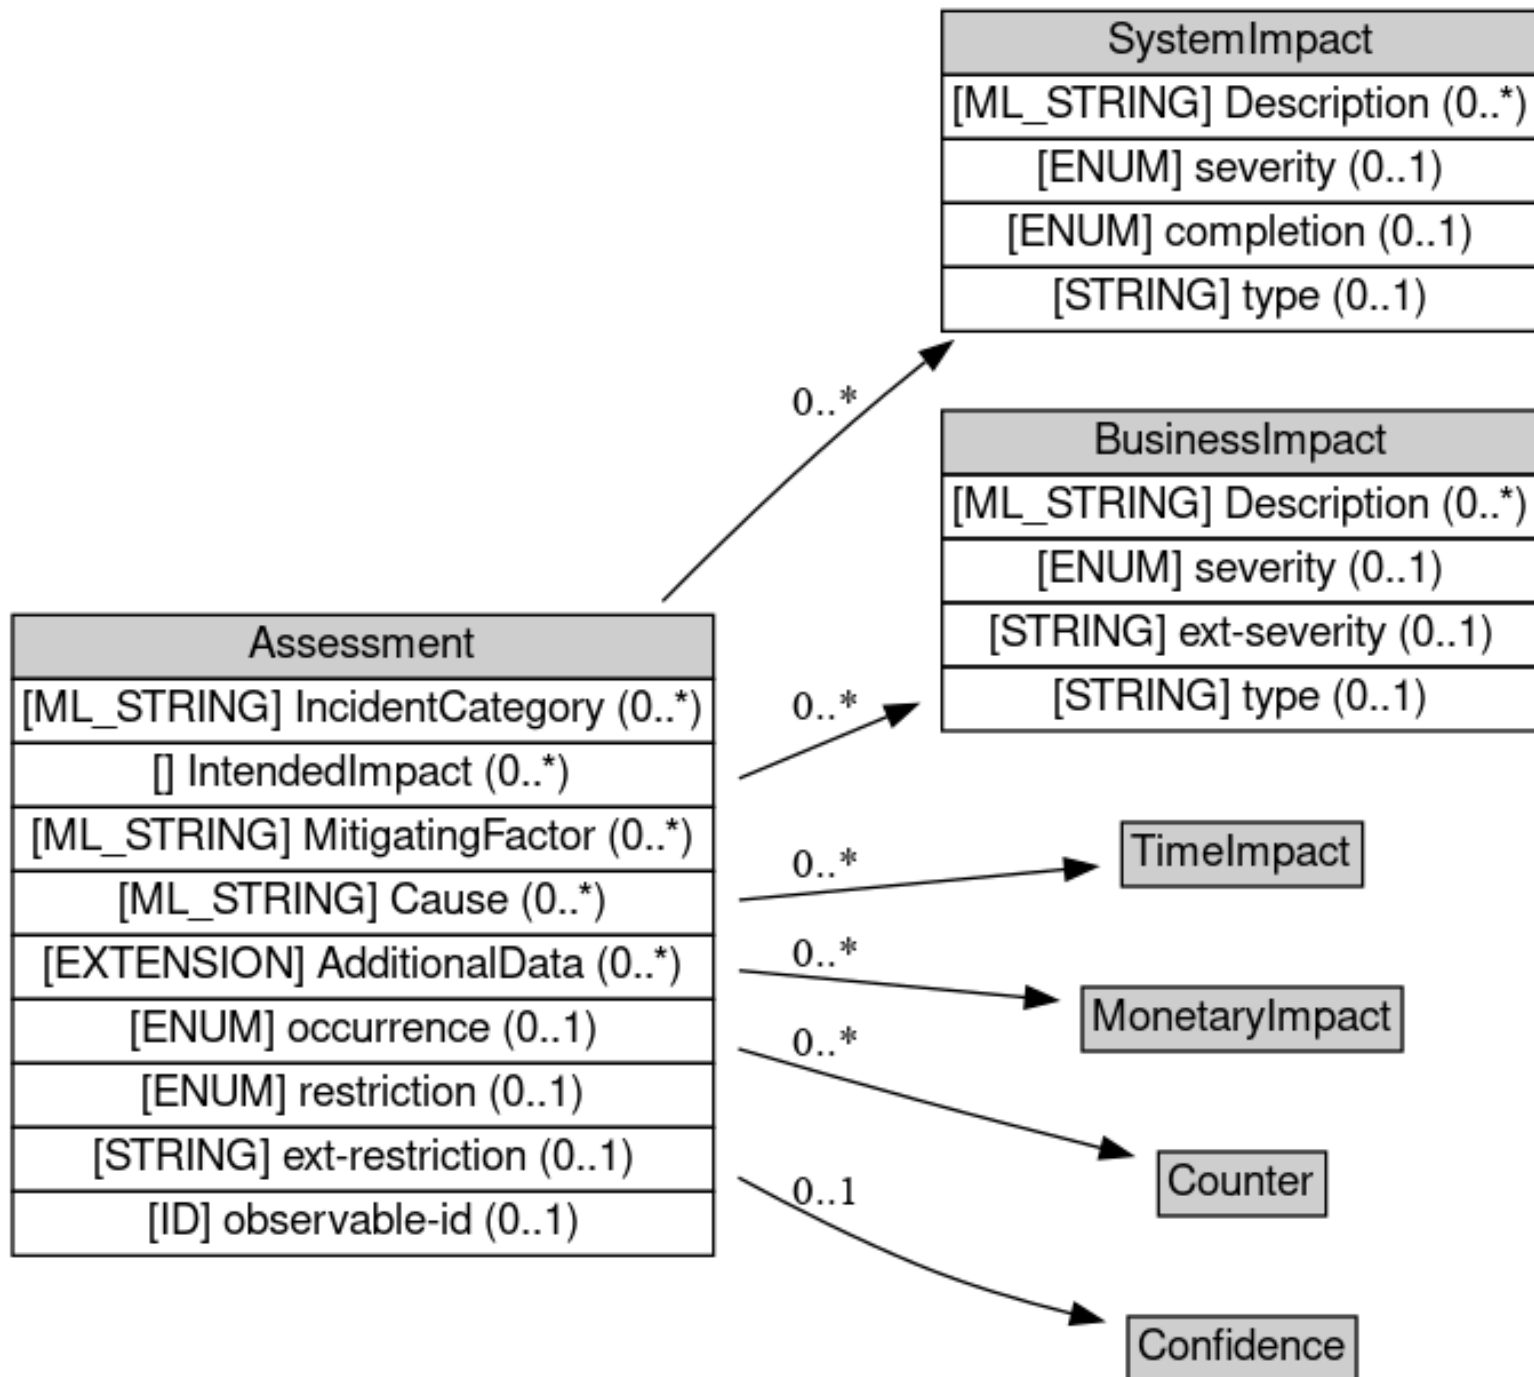 SystemImpact
[ML_STRING] Description (0..*)
[ENUM] severity (0..1)
[ENUM] completion (0..1)
[STRING] type (0..1)
0..*
BusinessImpact
[ML_STRING] Description (0..*)
[ENUM] severity (0..1)
[STRING] ext-severity (0..1)
[STRING] type (0..1)
0..*
Assessment
[ML_STRING] IncidentCategory (0..*)
[] IntendedImpact (0..*)
[ML_STRING] MitigatingFactor (0..*)
[ML_STRING] Cause (0..*)
[EXTENSION] AdditionalData (0..*)
[ENUM] occurrence (0..1)
[ENUM] restriction (0..1)
[STRING] ext-restriction (0..1)
[ID] observable-id (0..1)
0..*
TimeImpact
0..*
MonetaryImpact
0..*
Counter
0..1
Confidence